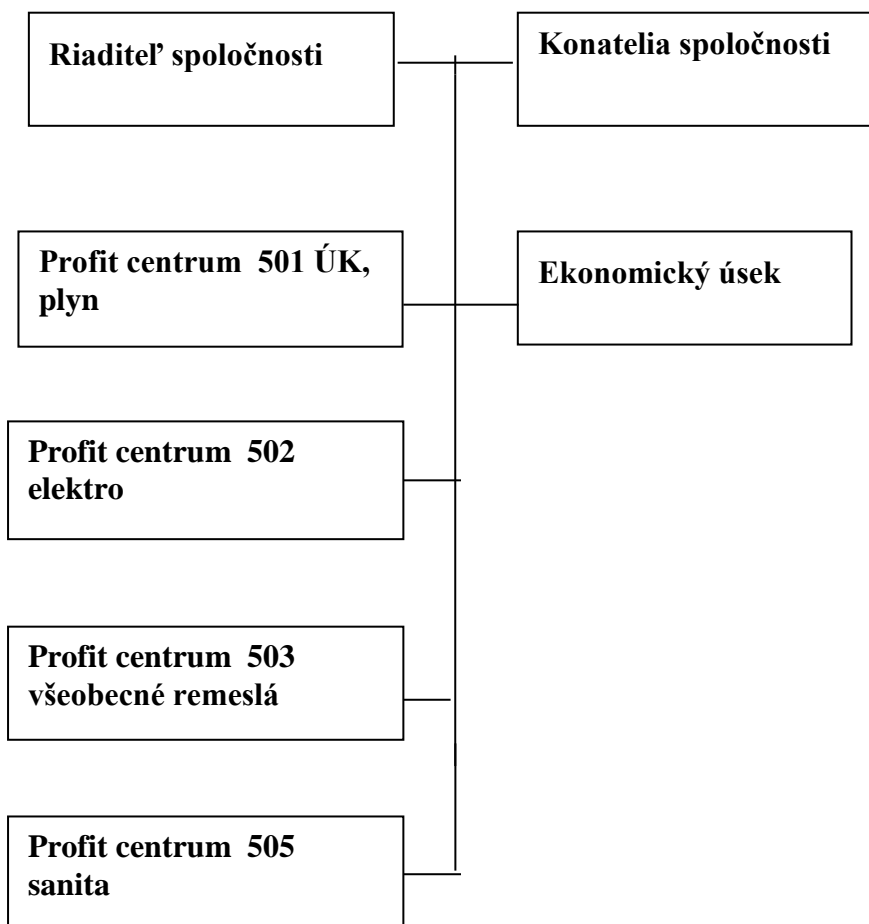 Riaditeľ spoločnosti
Konatelia spoločnosti
Profit centrum 501 ÚK,
plyn
Ekonomický úsek
Profit centrum 502
elektro
Profit centrum 503
všeobecné remeslá
Profit centrum 505
sanita